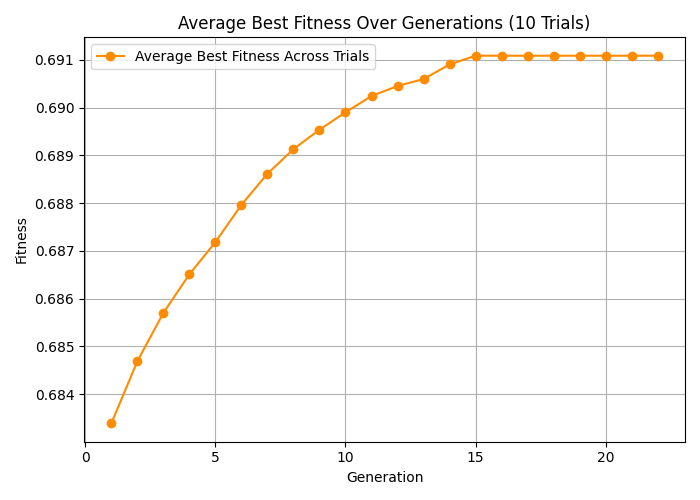 Average Best Fitness Over Generations (10 Trials)
Average Best Fitness Across Trials
Fitness
0.691
0.690
0.689
0.688
0.687
0.686
0.685
0.684
0 5 10 15 20
Generation